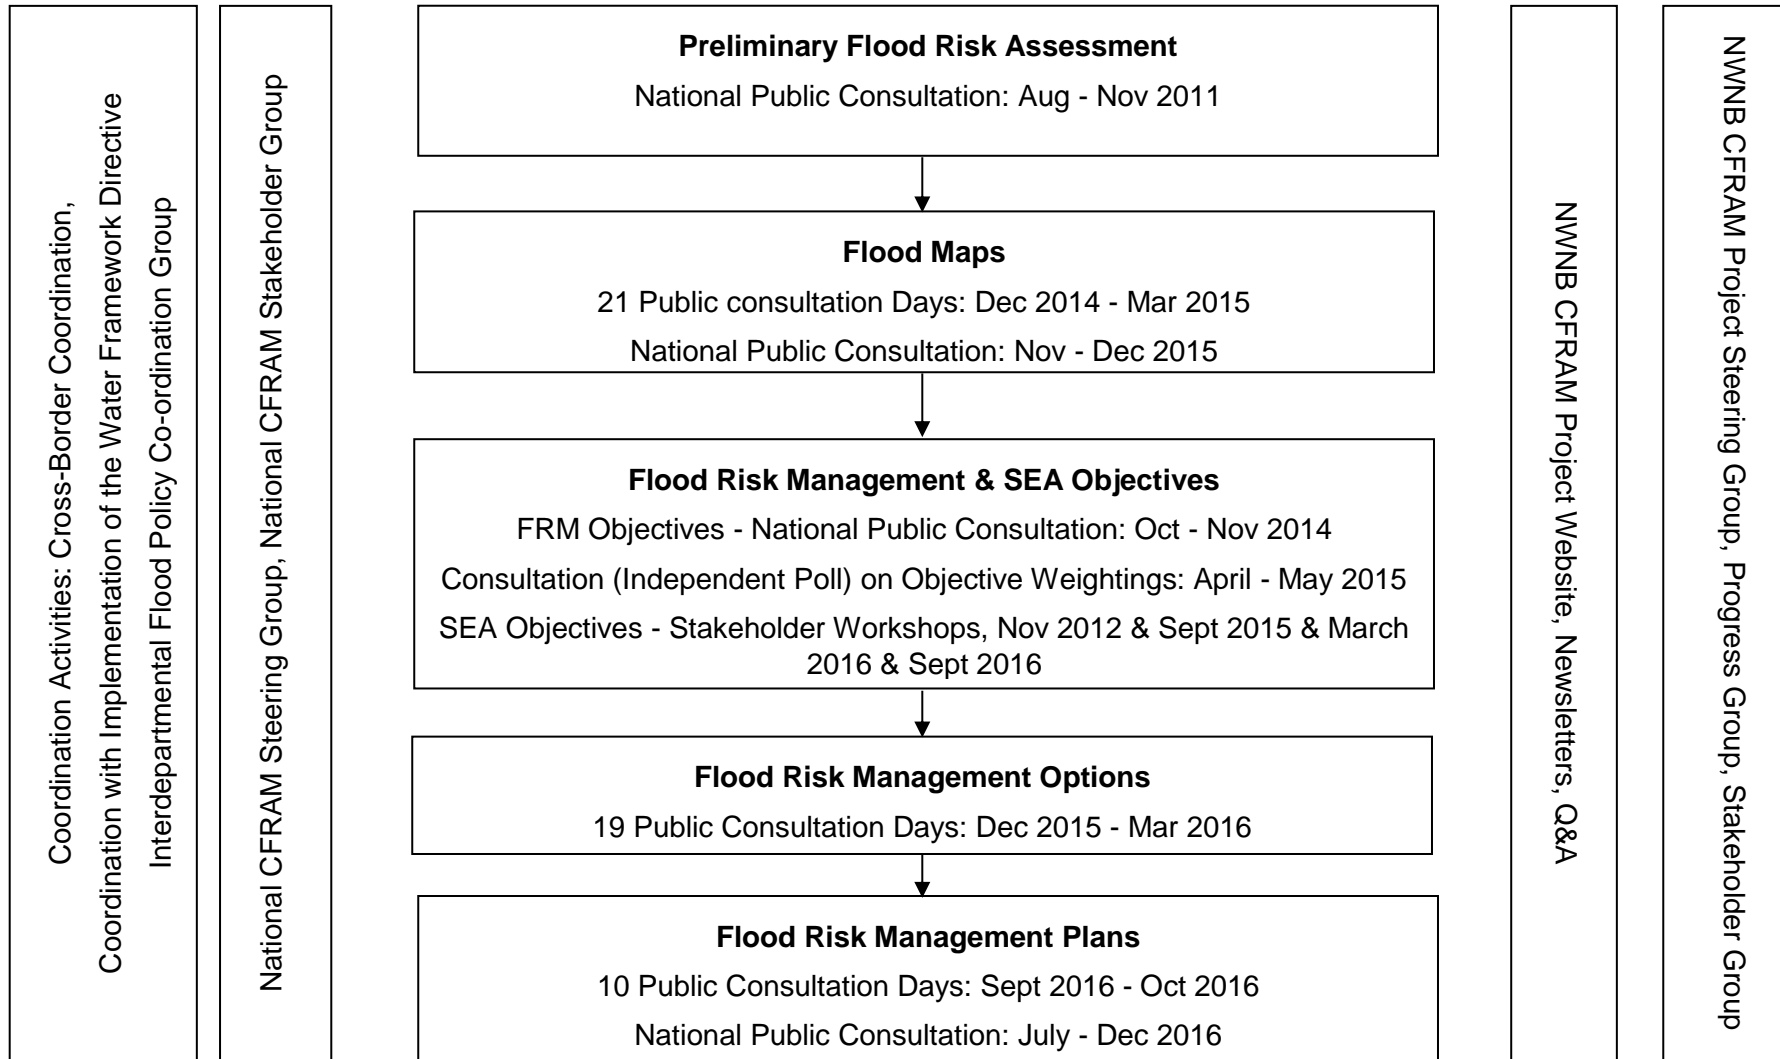 Coordination Activities: Cross-Border Coordination,
Coordination with Implementation of the Water Framework Directive
Interdepartmental Flood Policy Co-ordination Group
National CFRAM Steering Group, National CFRAM Stakeholder Group
Preliminary Flood Risk Assessment
National Public Consultation: Aug - Nov 2011
Flood Maps
21 Public consultation Days: Dec 2014 - Mar 2015
National Public Consultation: Nov - Dec 2015
Flood Risk Management & SEA Objectives
FRM Objectives - National Public Consultation: Oct - Nov 2014
Consultation (Independent Poll) on Objective Weightings: April - May 2015
SEA Objectives - Stakeholder Workshops, Nov 2012 & Sept 2015 & March
2016 & Sept 2016
Flood Risk Management Options
19 Public Consultation Days: Dec 2015 - Mar 2016
Flood Risk Management Plans
10 Public Consultation Days: Sept 2016 - Oct 2016
National Public Consultation: July - Dec 2016
NWNB CFRAM Project Website, Newsletters, Q&A
NWNB CFRAM Project Steering Group, Progress Group, Stakeholder Group